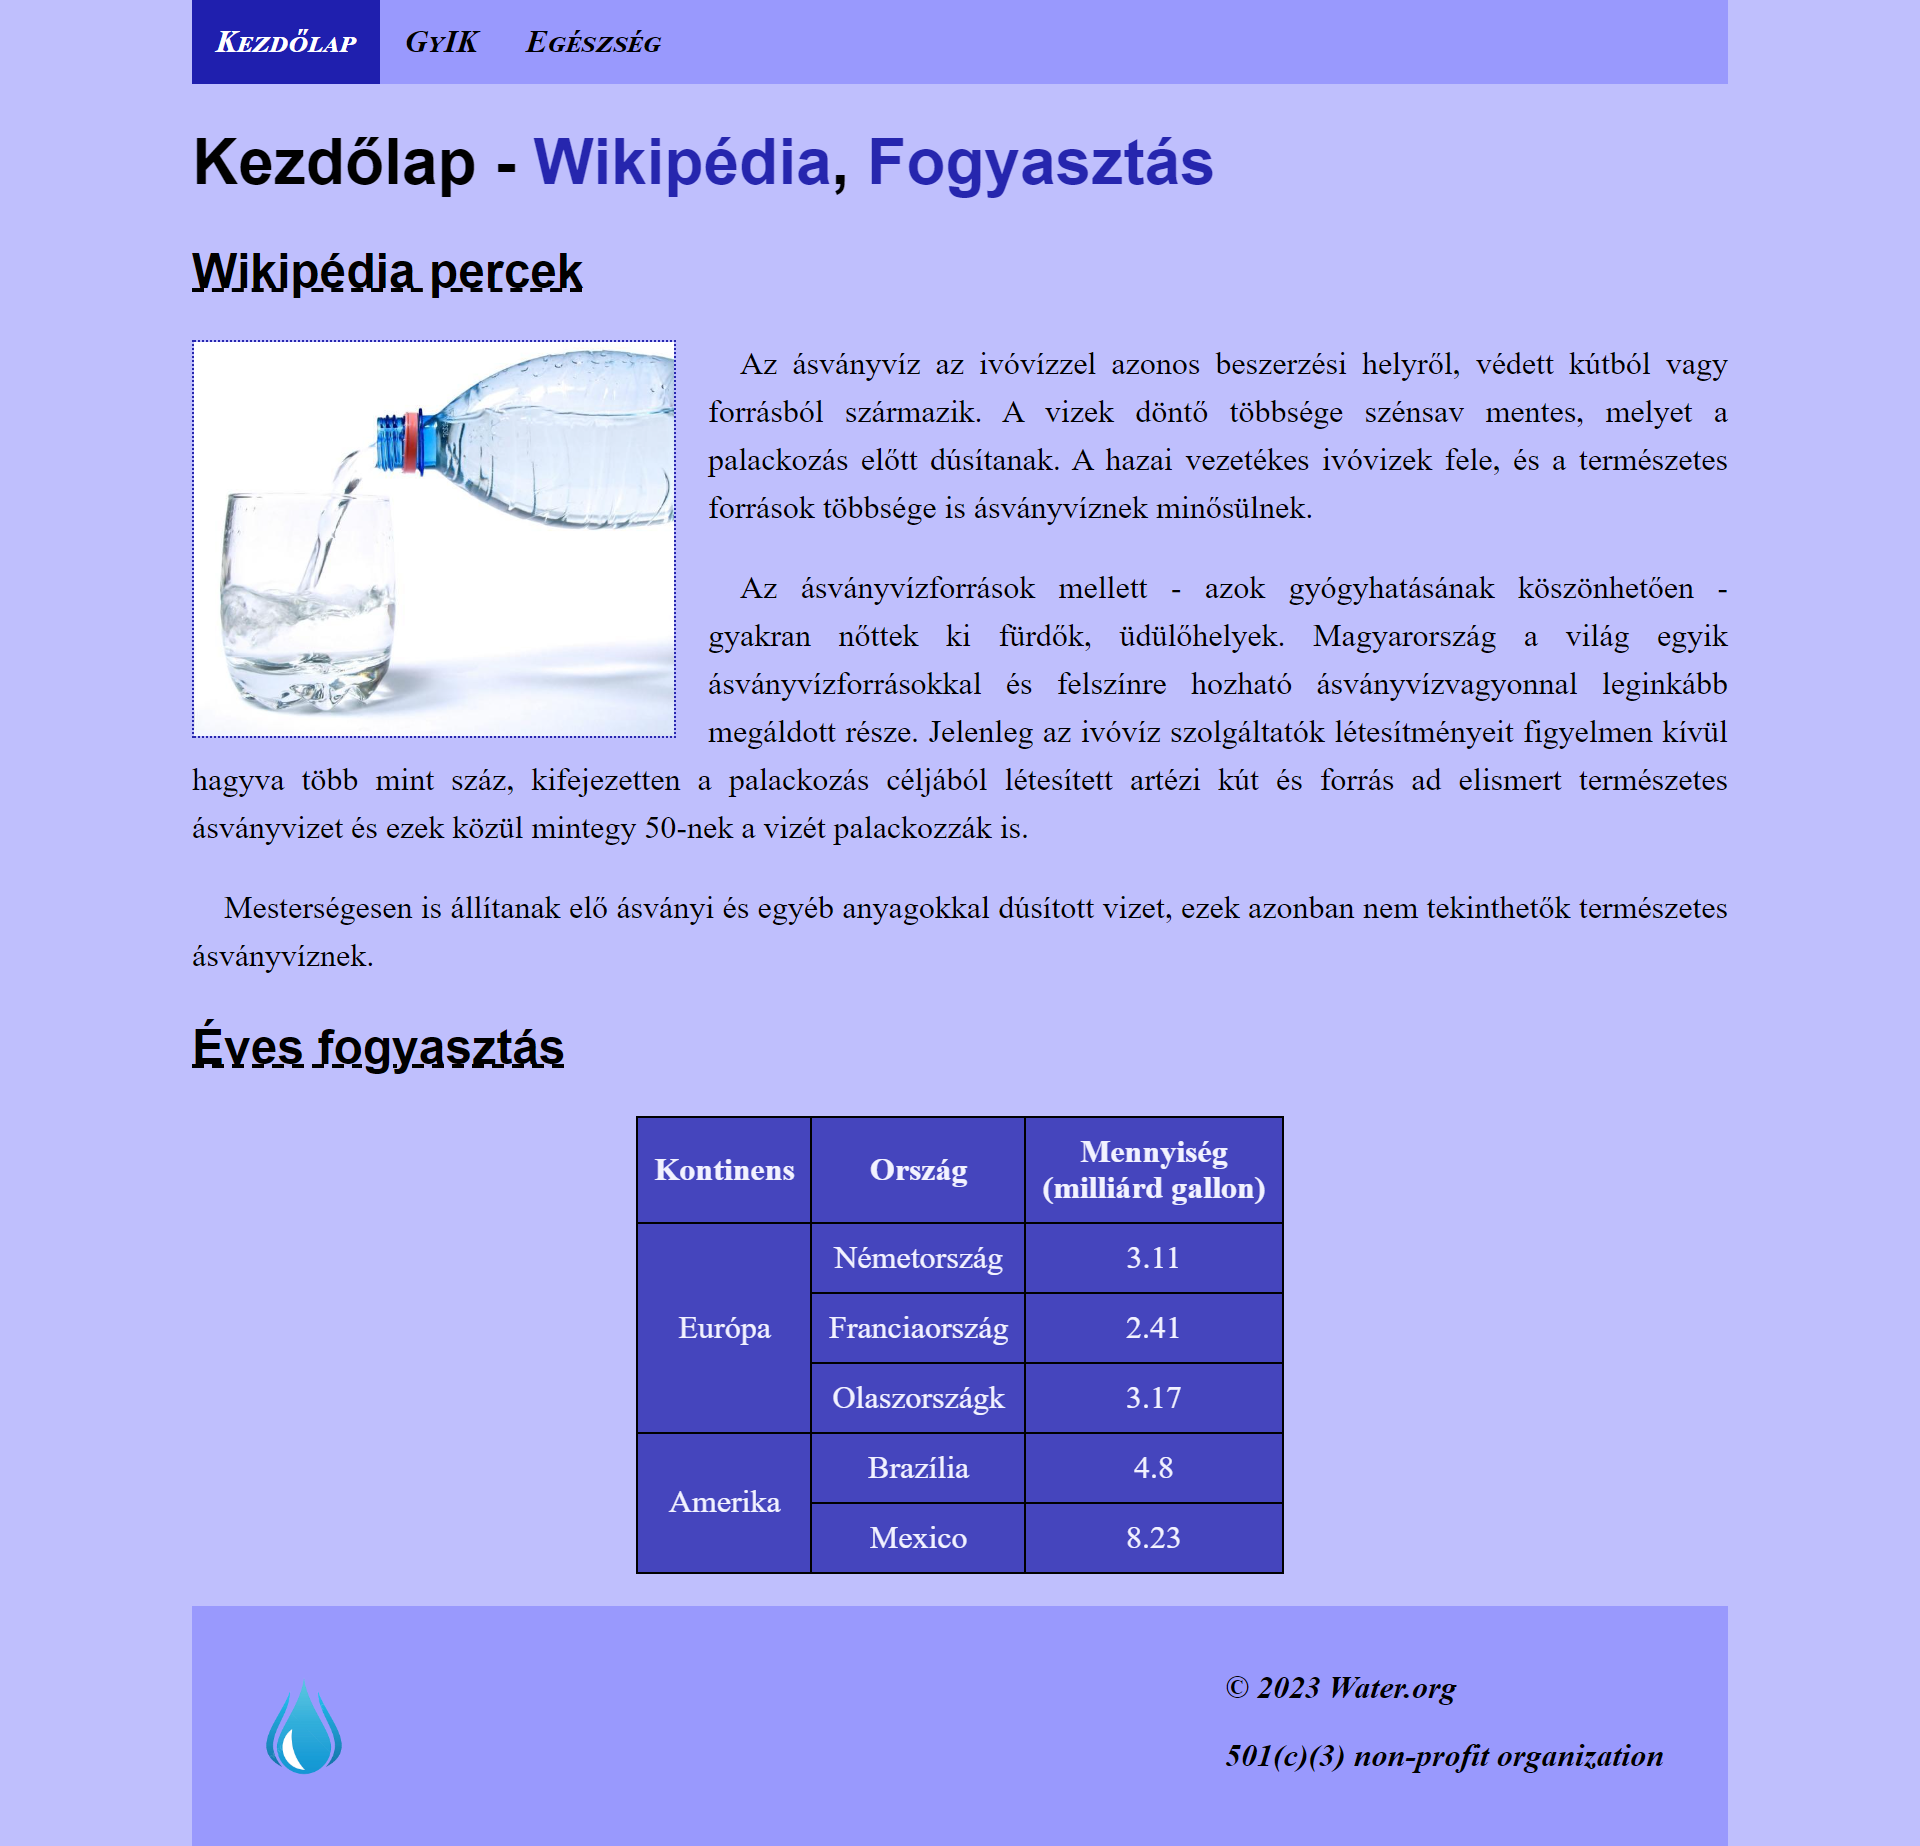 Kezdőlap GyIK Egészség
Kezdőlap - Wikipédia, Fogyasztás
Wikipédia percek
Az ásványvíz az ivóvízzel azonos beszerzési helyről, védett kútból vagy
forrásból származik. A vizek döntő többsége szénsav mentes, melyet a
palackozás előtt dúsítanak. A hazai vezetékes ivóvizek fele, és a természetes
források többsége is ásványvíznek minősülnek.
Az ásványvízforrások mellett - azok gyógyhatásának köszönhetően -
gyakran nőttek ki fürdők, üdülőhelyek. Magyarország a világ egyik
ásványvízforrásokkal és felszínre hozható ásványvízvagyonnal leginkább
megáldott része. Jelenleg az ivóvíz szolgáltatók létesítményeit figyelmen kívül
hagyva több mint száz, kifejezetten a palackozás céljából létesített artézi kút és forrás ad elismert természetes
ásványvizet és ezek közül mintegy 50-nek a vizét palackozzák is.
Mesterségesen is állítanak elő ásványi és egyéb anyagokkal dúsított vizet, ezek azonban nem tekinthetők természetes
ásványvíznek.
Éves fogyasztás
Kontinens Ország Mennyiség
(milliárd gallon)
Európa Németország 3.11
Franciaország 2.41
Olaszországk 3.17
Amerika Brazília 4.8
Mexico 8.23
© 2023 Water.org
501(c)(3) non-profit organization